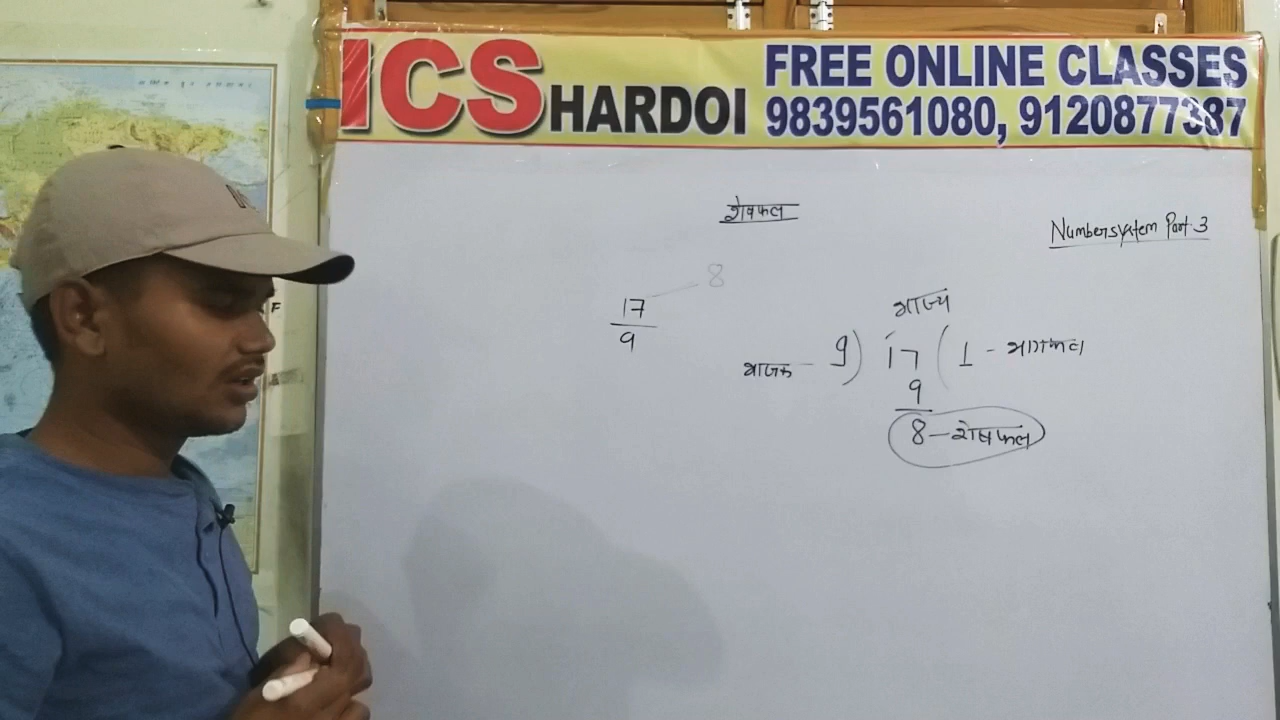 ICS HARDOI
FREE ONLINE CLASSES
9839561080, 9120877387
शेषफल
Number system Part-3
8
17
9
भाज्य
भाजक - 9) 17 (1 - भागफल
9
8 - शेषफल